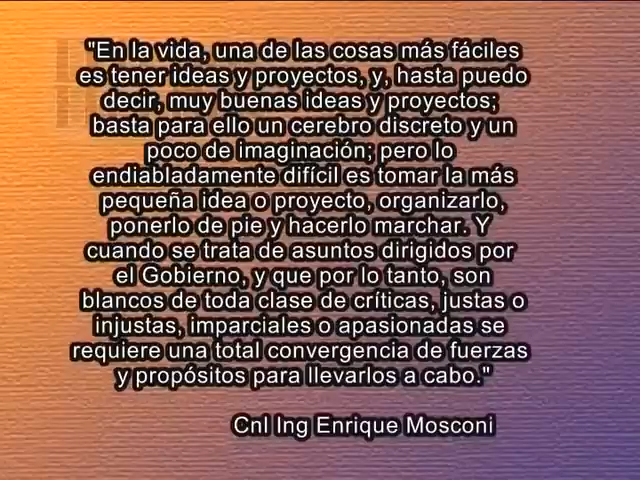 "En la vida, una de las cosas más fáciles
es tener ideas y proyectos, y, hasta puedo
decir, muy buenas ideas y proyectos;
basta para ello un cerebro discreto y un
poco de imaginación; pero lo
endiabladamente difícil es tomar la más
pequeña idea o proyecto, organizarlo,
ponerlo de pie y hacerlo marchar. Y
cuando se trata de asuntos dirigidos por
el Gobierno, y que por lo tanto, son
blancos de toda clase de críticas, justas o
injustas, imparciales o apasionadas se
requiere una total convergencia de fuerzas
y propósitos para llevarlos a cabo."
Cnl Ing Enrique Mosconi